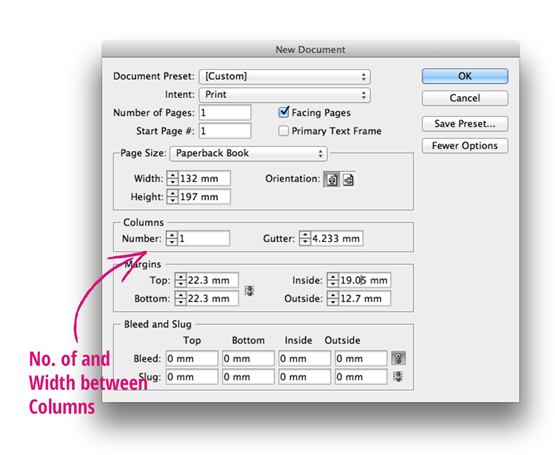 New Document
Document Preset: [Custom] OK
Intent: Print Cancel
Number of Pages: 1 Facing Pages
Save Preset...
Start Page #: 1 Primary Text Frame
Fewer Options
Page Size: Paperback Book
Width: 132 mm Orientation:
Height: 197 mm
Columns
Number: 1 Gutter: 4.233 mm
Margins
Top: 22.3 mm Inside: 19.05 mm
Bottom: 22.3 mm Outside: 12.7 mm
Bleed and Slug
Top Bottom Inside Outside
Bleed: 0 mm 0 mm 0 mm 0 mm
Slug: 0 mm 0 mm 0 mm 0 mm
No. of and
Width between
Columns